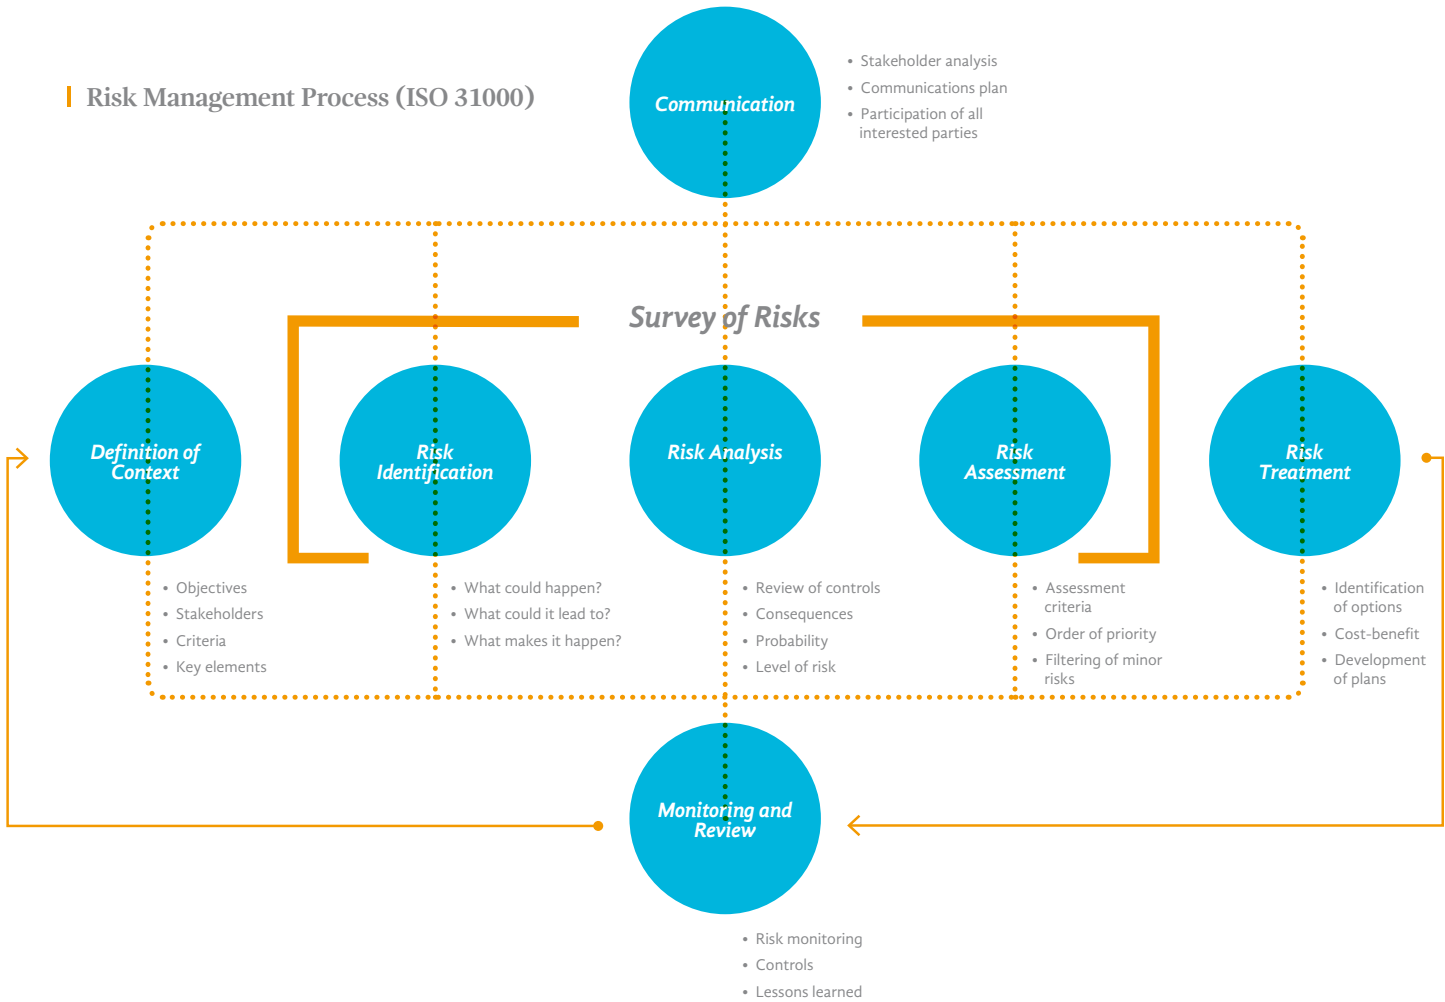 Risk Management Process (ISO 31000)
Communication
• Stakeholder analysis
• Communications plan
• Participation of all
interested parties
Survey of Risks
Definition of
Context
• Objectives
• Stakeholders
• Criteria
• Key elements
Risk
Identification
• What could happen?
• What could it lead to?
• What makes it happen?
Risk Analysis
• Review of controls
• Consequences
• Probability
• Level of risk
Risk
Assessment
• Assessment
criteria
• Order of priority
• Filtering of minor
risks
Risk
Treatment
• Identification
of options
• Cost-benefit
• Development
of plans
Monitoring and
Review
• Risk monitoring
• Controls
• Lessons learned